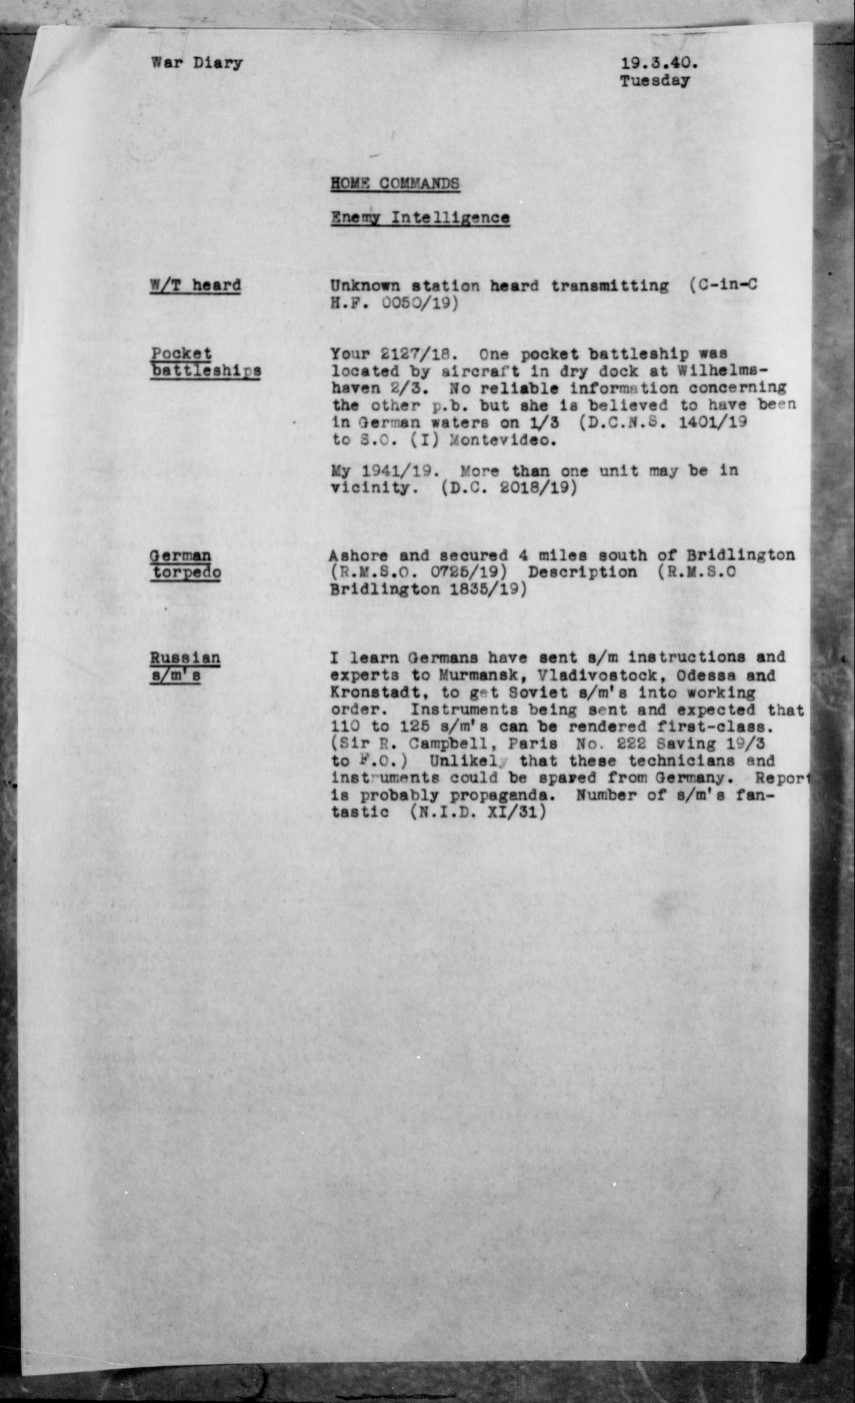 War Diary
19.3.40.
Tuesday
HOME COMMANDS
Enemy Intelligence
W/T heard
Unknown station heard transmitting (C-in-C
H.F. 0050/19)
Pocket
battleships
Your 2127/18. One pocket battleship was
located by aircraft in dry dock at Wilhelms-
haven 2/3. No reliable information concerning
the other p.b. but she is believed to have been
in German waters on 1/3 (D.C.N.S. 1401/19
to S.O. (I) Montevideo.
My 1941/19. More than one unit may be in
vicinity. (D.C. 2018/19)
German
torpedo
Ashore and secured 4 miles south of Bridlington
(R.M.S.O. 0725/19) Description (R.M.S.O
Bridlington 1835/19)
Russian
s/m's
I learn Germans have sent s/m instructions and
experts to Murmansk, Vladivostock, Odessa and
Kronstadt, to get Soviet s/m's into working
order. Instruments being sent and expected that
110 to 125 s/m's can be rendered first-class.
(Sir R. Campbell, Paris No. 222 Saving 19/3
to F.O.) Unlikely that these technicians and
instruments could be spared from Germany. Report
is probably propaganda. Number of s/m's fan-
tastic (N.I.D. XI/31)